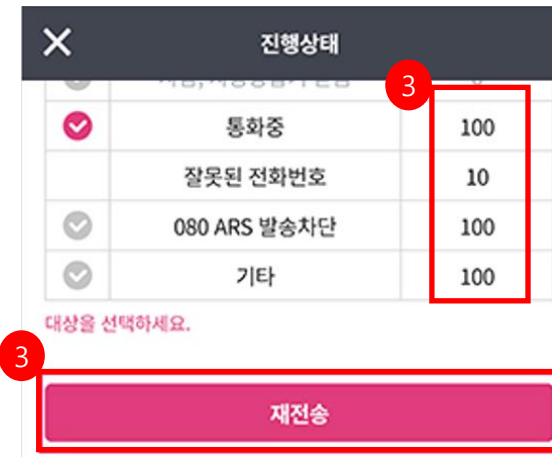 진행상태
3
통화중 100
잘못된 전화번호 10
080 ARS 발송차단 100
기타 100
대상을 선택하세요.
3
재전송